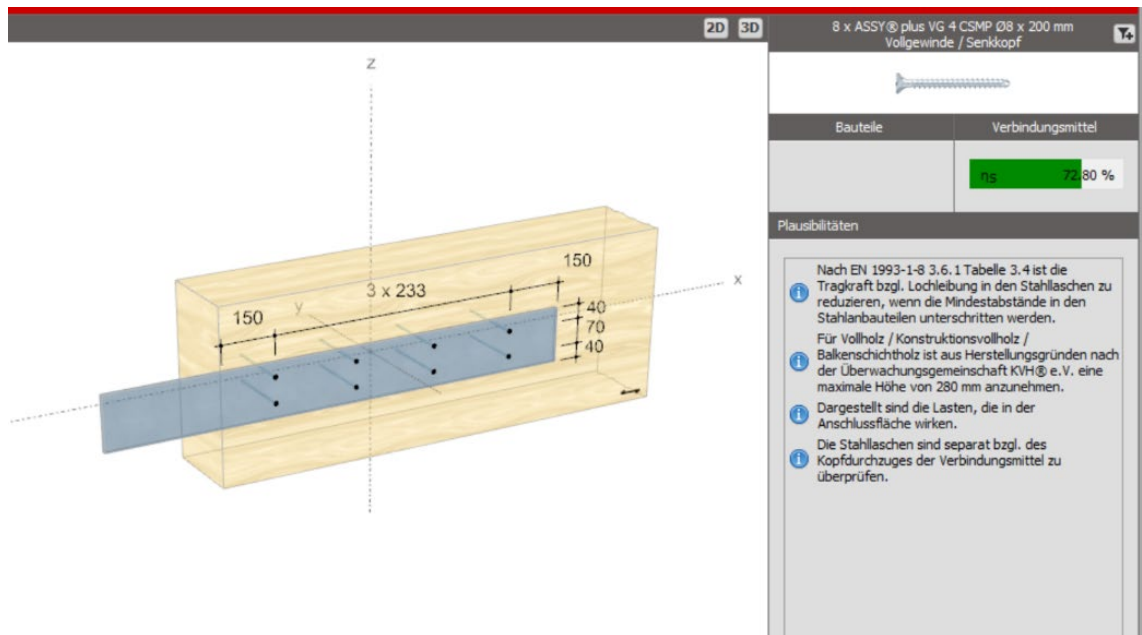 2D 3D
8 x ASSY® plus VG 4 CSMP Ø8 x 200 mm
Vollgewinde / Senkkopf
Bauteile
Verbindungsmittel
ηs 72.80 %
Plausibilitäten
Nach EN 1993-1-8 3.6.1 Tabelle 3.4 ist die
Tragkraft bzgl. Lochleibung in den Stahllaschen zu
reduzieren, wenn die Mindestabstände in den
Stahlanbauteilen unterschritten werden.
Für Vollholz / Konstruktionsvollholz /
Balkenschichtholz ist aus Herstellungsgründen nach
der Überwachungsgemeinschaft KVH® e.V. eine
maximale Höhe von 280 mm anzunehmen.
Dargestellt sind die Lasten, die in der
Anschlussfläche wirken.
Die Stahllaschen sind separat bzgl. des
Kopfdurchzuges der Verbindungsmittel zu
überprüfen.
z
150
3 x 233
150
x
y
40
70
40